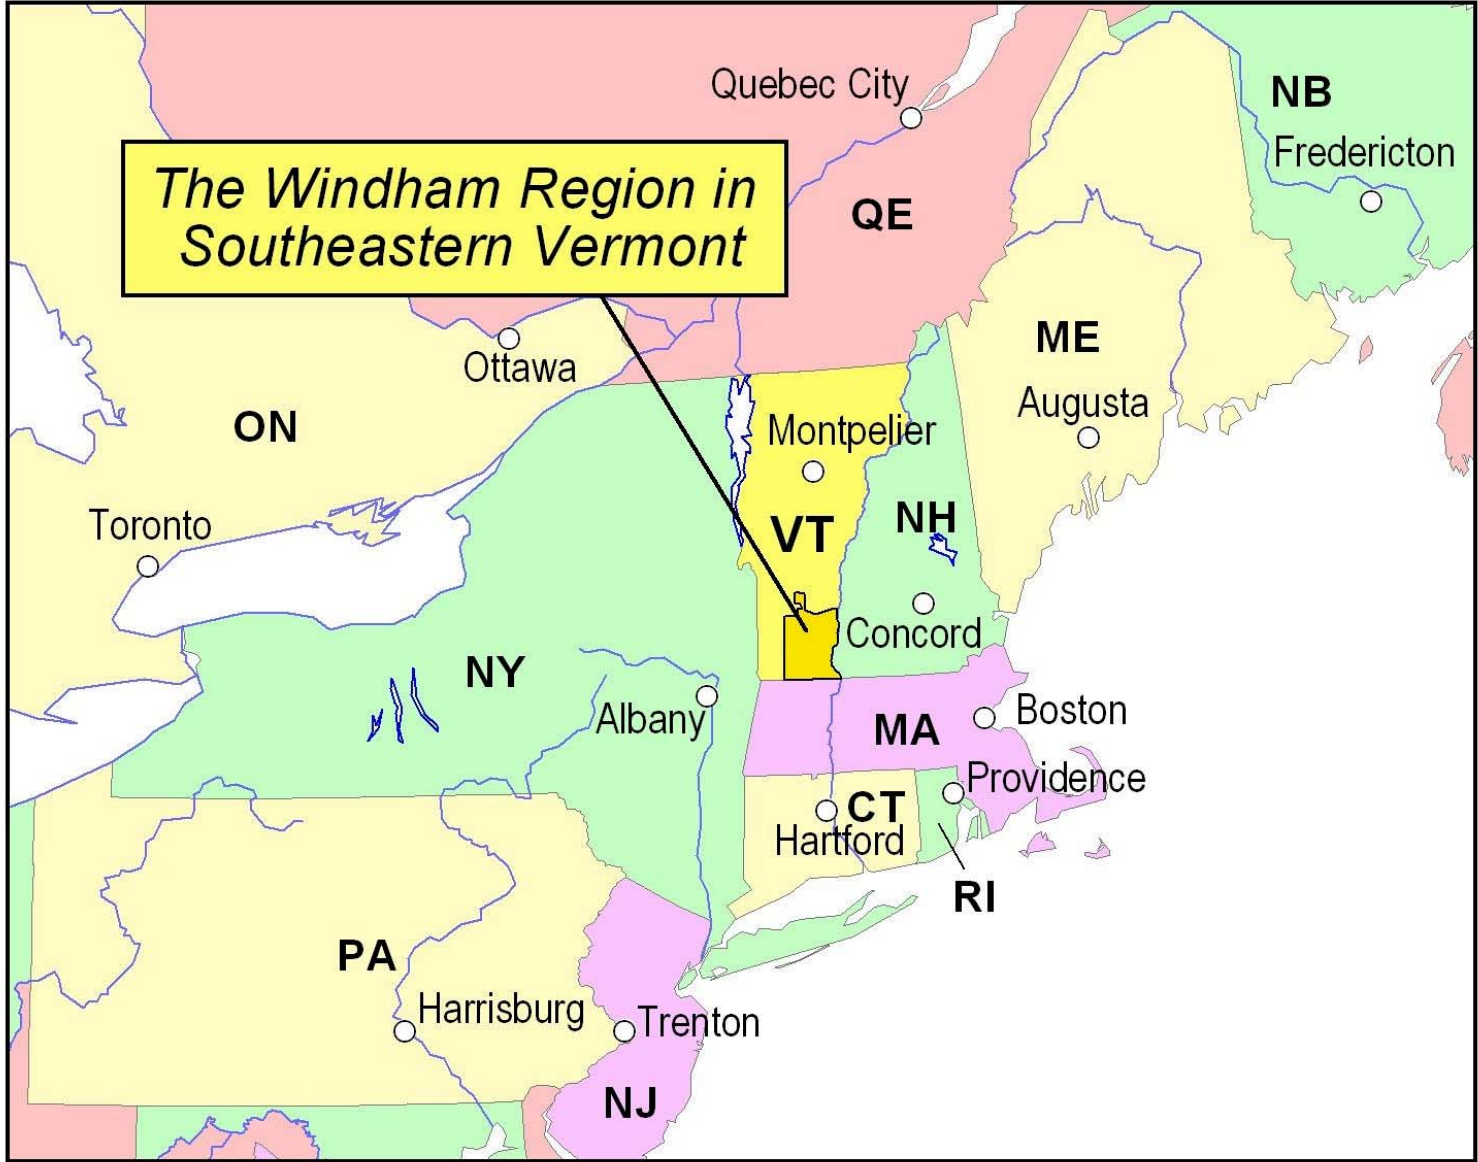 Quebec City
NB
Fredericton
The Windham Region in
Southeastern Vermont
QE
ME
Ottawa
Augusta
ON
Montpelier
Toronto
VT
NH
Concord
NY
Albany
MA
Boston
Providence
CT
Hartford
RI
PA
Harrisburg
Trenton
NJ